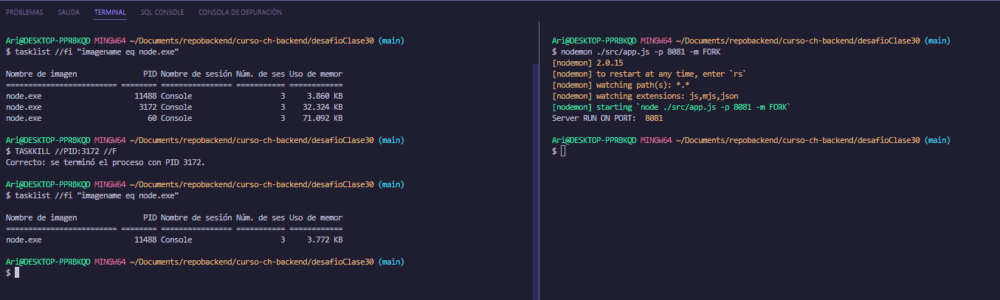 PROBLEMAS SALIDA TERMINAL SQL CONSOLE CONSOLA DE DEPURACIÓN
Ari@DESKTOP-PPRBKQD MINGW64 ~/Documents/repobackend/curso-ch-backend/desafioClase30 (main)
$ tasklist //fi "imagename eq node.exe"
Nombre de imagen PID Nombre de sesión Núm. de ses Uso de memor
========================= ======== ================ =========== ============
node.exe 11488 Console 3 3.860 KB
node.exe 3172 Console 3 32.324 KB
node.exe 60 Console 3 71.092 KB
Ari@DESKTOP-PPRBKQD MINGW64 ~/Documents/repobackend/curso-ch-backend/desafioClase30 (main)
$ TASKKILL //PID:3172 //F
Correcto: se terminó el proceso con PID 3172.
Ari@DESKTOP-PPRBKQD MINGW64 ~/Documents/repobackend/curso-ch-backend/desafioClase30 (main)
$ tasklist //fi "imagename eq node.exe"
Nombre de imagen PID Nombre de sesión Núm. de ses Uso de memor
========================= ======== ================ =========== ============
node.exe 11488 Console 3 3.772 KB
Ari@DESKTOP-PPRBKQD MINGW64 ~/Documents/repobackend/curso-ch-backend/desafioClase30 (main)
$
Ari@DESKTOP-PPRBKQD MINGW64 ~/Documents/repobackend/curso-ch-backend/desafioClase30 (main)
$ nodemon ./src/app.js -p 8081 -m FORK
[nodemon] 2.0.15
[nodemon] to restart at any time, enter `rs`
[nodemon] watching path(s): *.*
[nodemon] watching extensions: js,mjs,json
[nodemon] starting `node ./src/app.js -p 8081 -m FORK`
Server RUN ON PORT: 8081
Ari@DESKTOP-PPRBKQD MINGW64 ~/Documents/repobackend/curso-ch-backend/desafioClase30 (main)
$